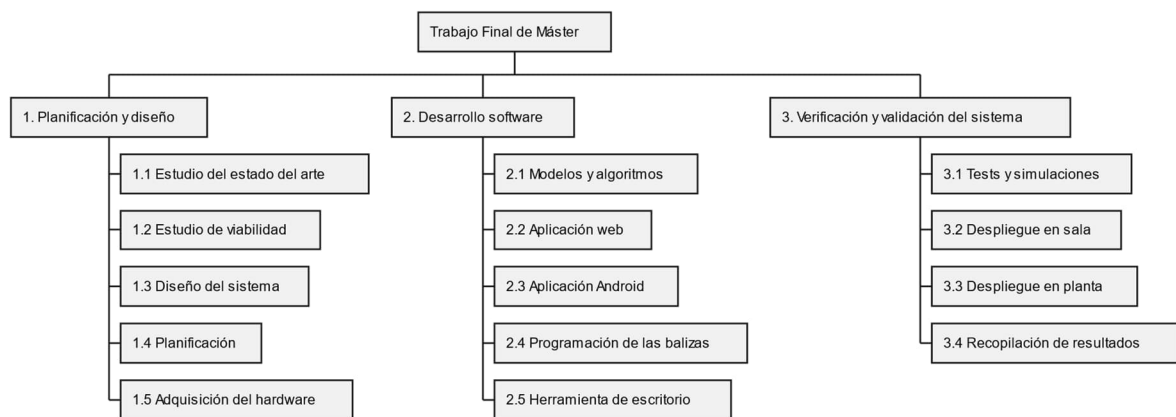 Trabajo Final de Máster
1. Planificación y diseño
1.1 Estudio del estado del arte
1.2 Estudio de viabilidad
1.3 Diseño del sistema
1.4 Planificación
1.5 Adquisición del hardware
2. Desarrollo software
2.1 Modelos y algoritmos
2.2 Aplicación web
2.3 Aplicación Android
2.4 Programación de las balizas
2.5 Herramienta de escritorio
3. Verificación y validación del sistema
3.1 Tests y simulaciones
3.2 Despliegue en sala
3.3 Despliegue en planta
3.4 Recopilación de resultados